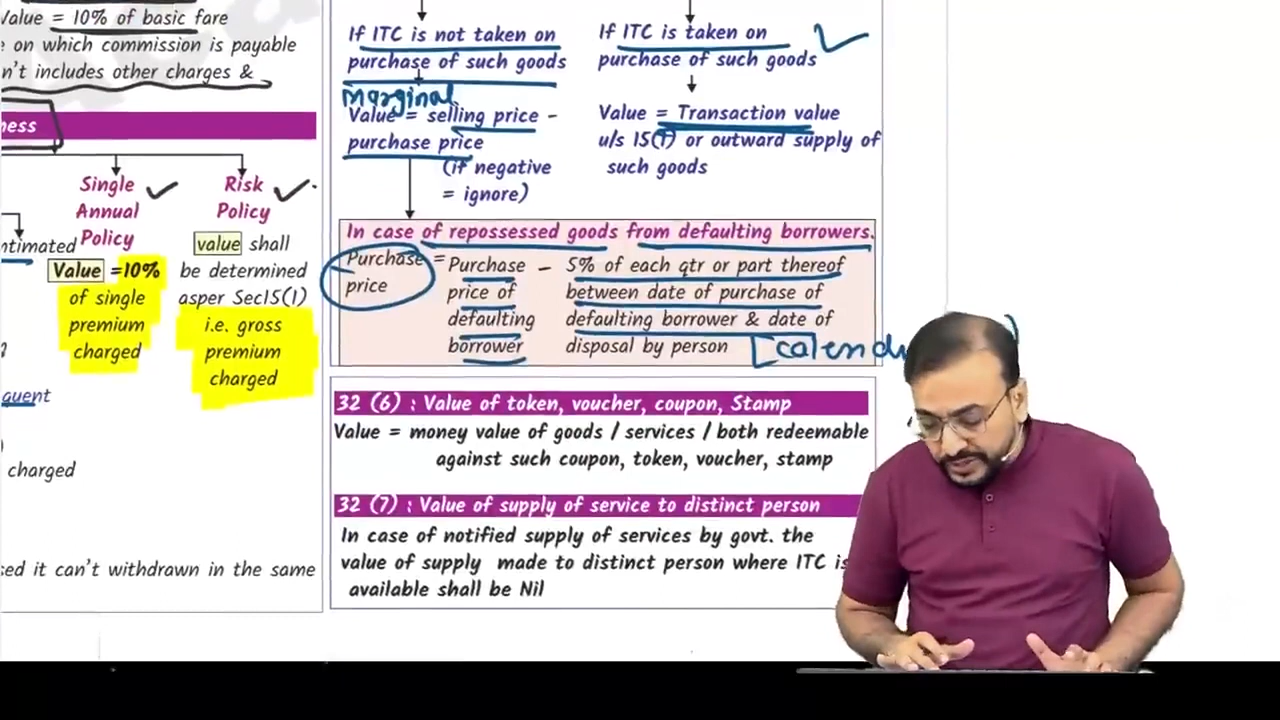 Value = 10% of basic fare
e on which commission is payable
n't includes other charges &
ness
Single
Annual
Policy
Risk
Policy
ntimated
Value =10%
of single
premium
charged
value shall
be determined
asper Sec15(1)
i.e. gross
premium
charged
quent
charged
sed it can't withdrawn in the same
If ITC is not taken on
purchase of such goods
marginal
Value = selling price -
purchase price
(if negative
= ignore)
If ITC is taken on
purchase of such goods
Value = Transaction value
u/s 15(1) or outward supply of
such goods
In case of repossessed goods from defaulting borrowers.
Purchase = Purchase - 5% of each qtr or part thereof
price price of between date of purchase of
defaulting defaulting borrower & date of
borrower disposal by person
32 (6) : Value of token, voucher, coupon, Stamp
Value = money value of goods / services / both redeemable
against such coupon, token, voucher, stamp
32 (7) : Value of supply of service to distinct person
In case of notified supply of services by govt. the
value of supply made to distinct person where ITC is
available shall be Nil